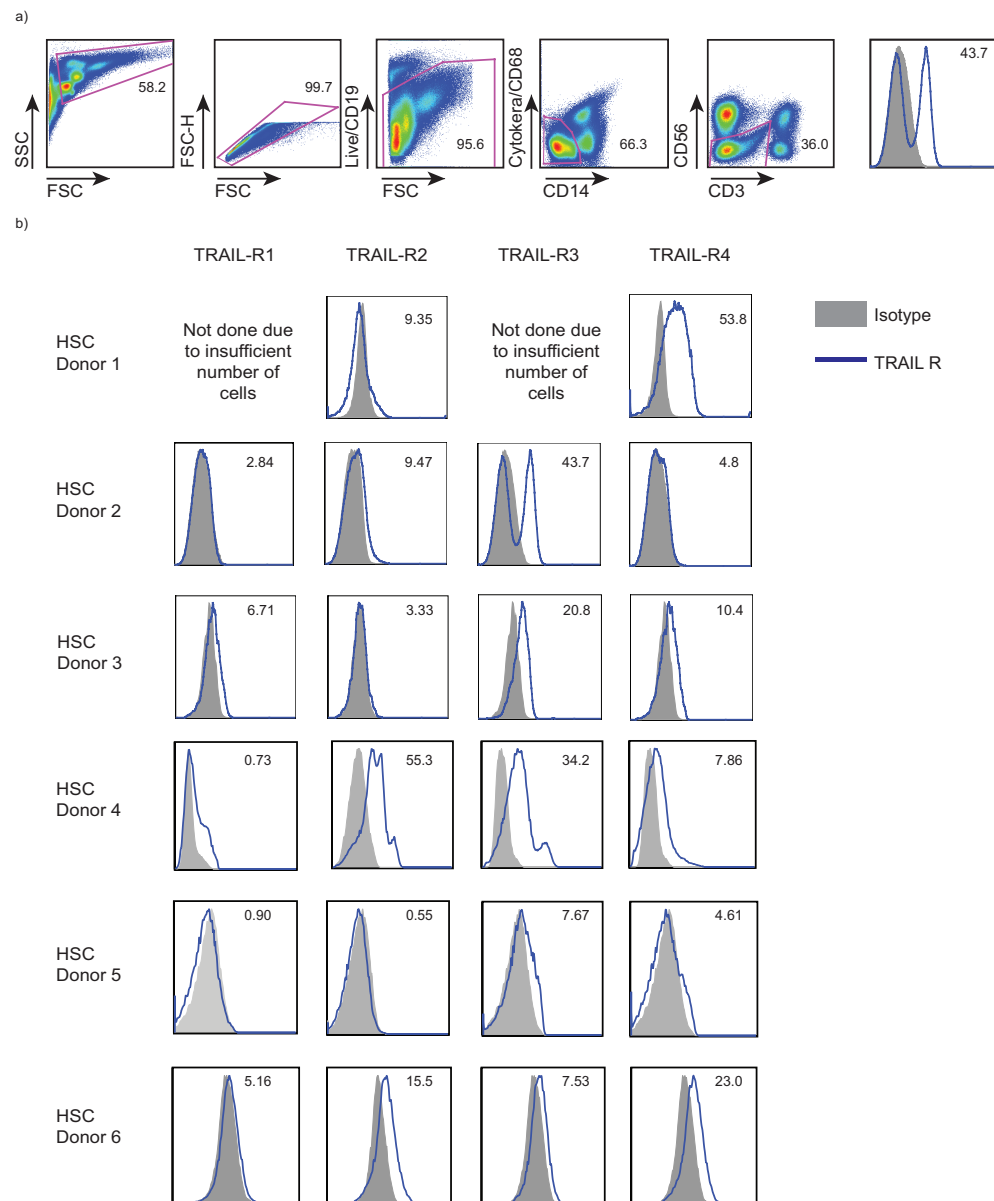 a)
SSC
FSC
58.2
FSC-H
FSC
99.7
Live/CD19
FSC
95.6
Cytokera/CD68
CD14
66.3
CD56
CD3
36.0
43.7
b)
TRAIL-R1
TRAIL-R2
TRAIL-R3
TRAIL-R4
HSC
Donor 1
Not done due
to insufficient
number of
cells
9.35
Not done due
to insufficient
number of
cells
53.8
Isotype
TRAIL R
HSC
Donor 2
2.84
9.47
43.7
4.8
HSC
Donor 3
6.71
3.33
20.8
10.4
HSC
Donor 4
0.73
55.3
34.2
7.86
HSC
Donor 5
0.90
0.55
7.67
4.61
HSC
Donor 6
5.16
15.5
7.53
23.0